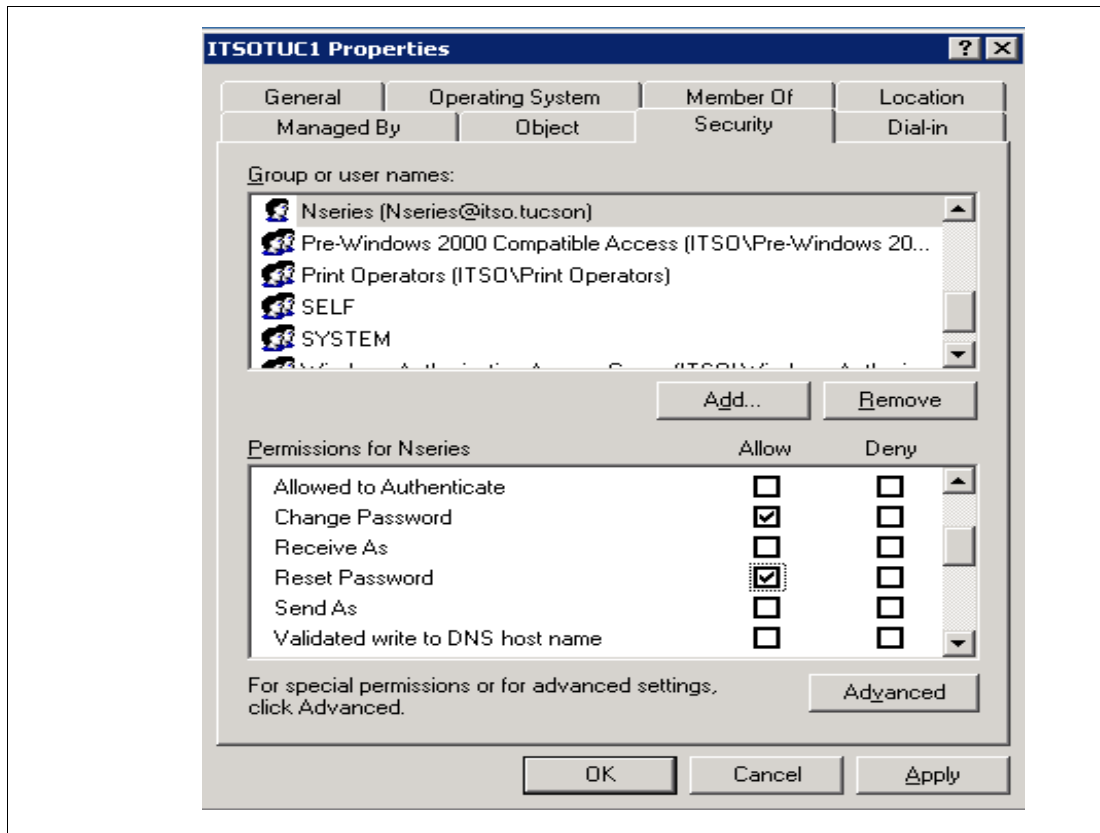 ITSOTUC1 Properties
General Operating System Member Of Location
Managed By Object Security Dial-in
Group or user names:
Nseries (Nseries@itso.tucson)
Pre-Windows 2000 Compatible Access (ITSO\Pre-Windows 20...
Print Operators (ITSO\Print Operators)
SELF
SYSTEM
Add... Remove
Permissions for Nseries Allow Deny
Allowed to Authenticate
Change Password
Receive As
Reset Password
Send As
Validated write to DNS host name
For special permissions or for advanced settings,
click Advanced.
Advanced
OK Cancel Apply